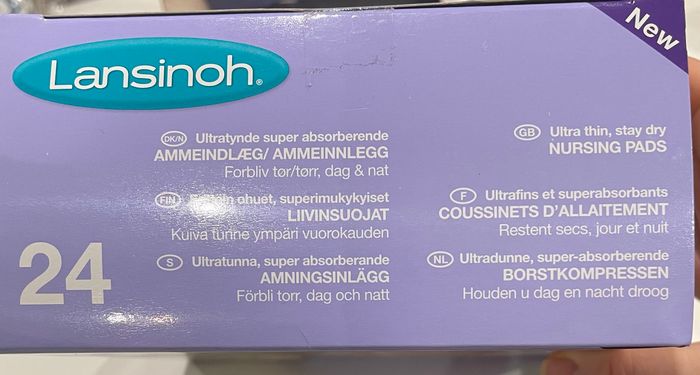 New
Lansinoh®
DK/N Ultratynde super absorberende
AMMEINDLÆG/ AMMEINNLEGG
Forbliv tør/tørr, dag & nat
FIN ohuet, superimukykyiset
LIIVINSUOJAT
Kuiva tunne ympäri vuorokauden
S Ultratunna, super absorberande
AMNINGSINLÄGG
Förbli torr, dag och natt
24
GB Ultra thin, stay dry
NURSING PADS
F Ultrafins et superabsorbants
COUSSINETS D'ALLAITEMENT
Restent secs, jour et nuit
NL Ultradunne, super-absorberende
BORSTKOMPRESSEN
Houden u dag en nacht droog